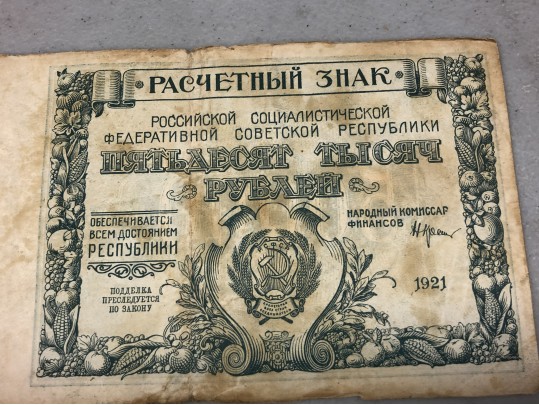 РАСЧЕТНЫЙ ЗНАК
РОССИЙСКОЙ СОЦИАЛИСТИЧЕСКОЙ
ФЕДЕРАТИВНОЙ СОВЕТСКОЙ РЕСПУБЛИКИ
ПЯТЬДЕСЯТ ТЫСЯЧ
РУБЛЕЙ
ОБЕСПЕЧИВАЕТСЯ
ВСЕМ ДОСТОЯНИЕМ
РЕСПУБЛИКИ
НАРОДНЫЙ КОМИССАР
ФИНАНСОВ
ПОДДЕЛКА
ПРЕСЛЕДУЕТСЯ
ПО ЗАКОНУ
1921